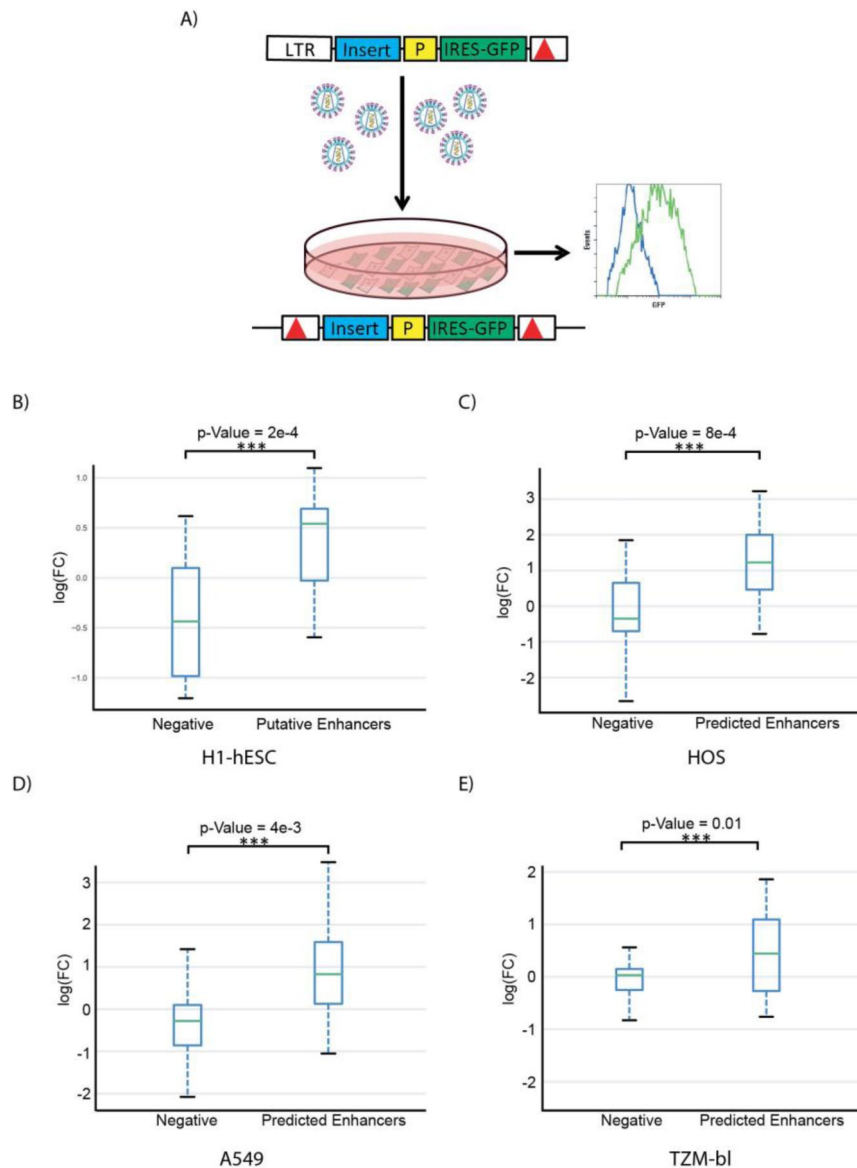 A)
LTR Insert P IRES-GFP
Events
GFP
Insert P IRES-GFP
B)
p-Value = 2e-4
***
1.0
0.5
0.0
−0.5
−1.0
log(FC)
Negative Putative Enhancers
H1-hESC
C)
p-Value = 8e-4
***
3
2
1
0
-1
-2
log(FC)
Negative Predicted Enhancers
HOS
D)
p-Value = 4e-3
***
3
2
1
0
-1
-2
log(FC)
Negative Predicted Enhancers
A549
E)
p-Value = 0.01
***
2
1
0
-1
-2
log(FC)
Negative Predicted Enhancers
TZM-bl